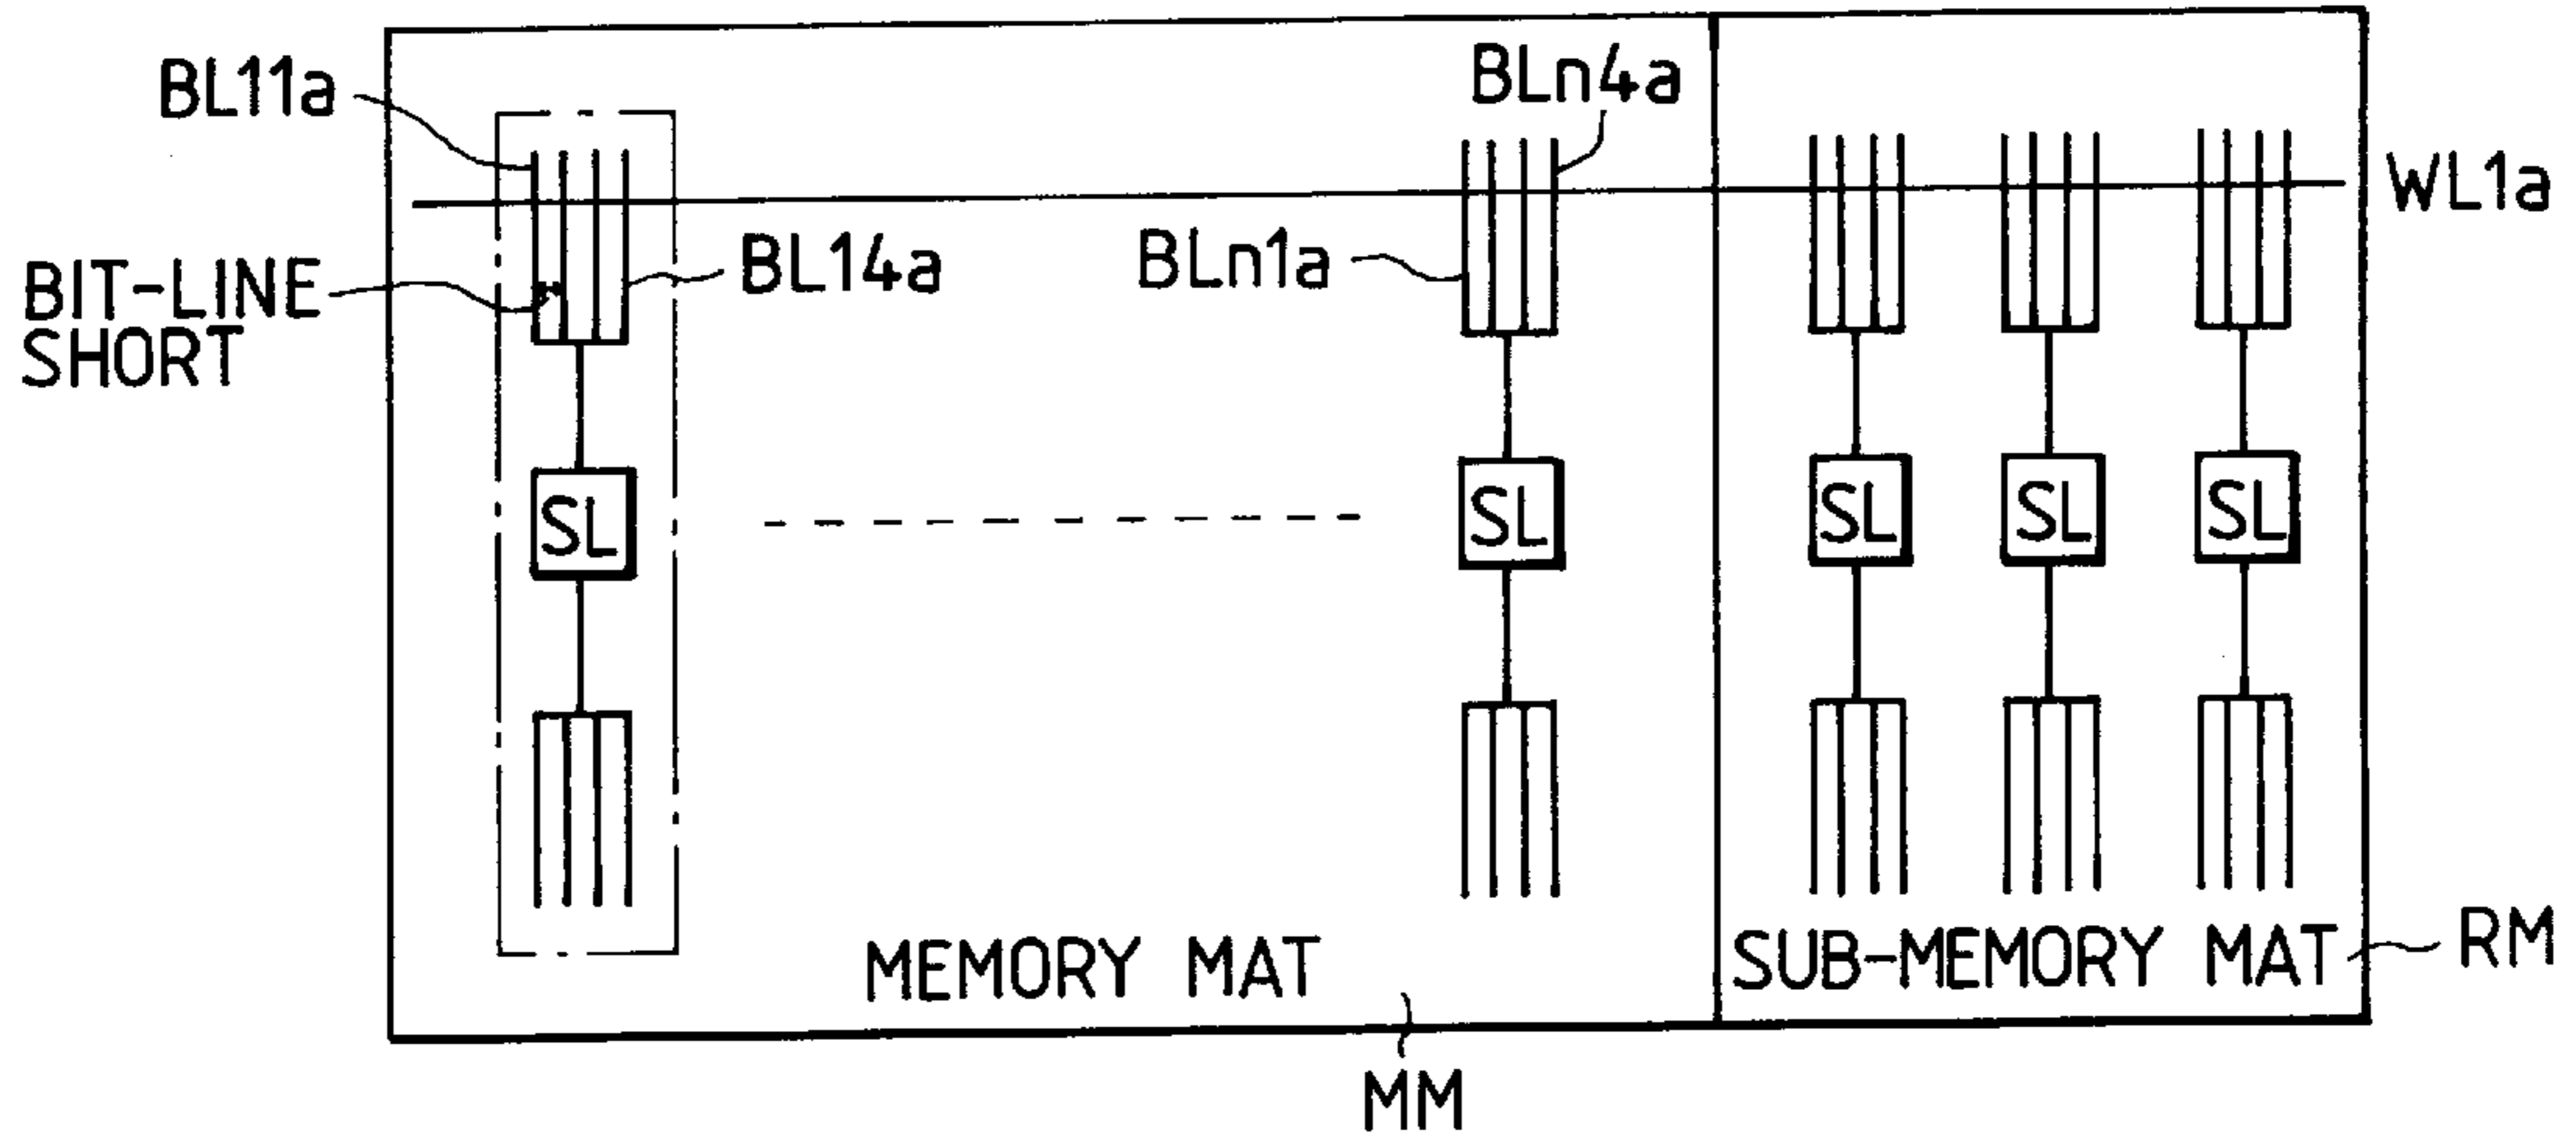 BL11a
BLn4a
WL1a
BL14a
BLn1a
BIT-LINE
SHORT
SL
SL
SL
SL
SL
MEMORY MAT
SUB-MEMORY MAT
RM
MM